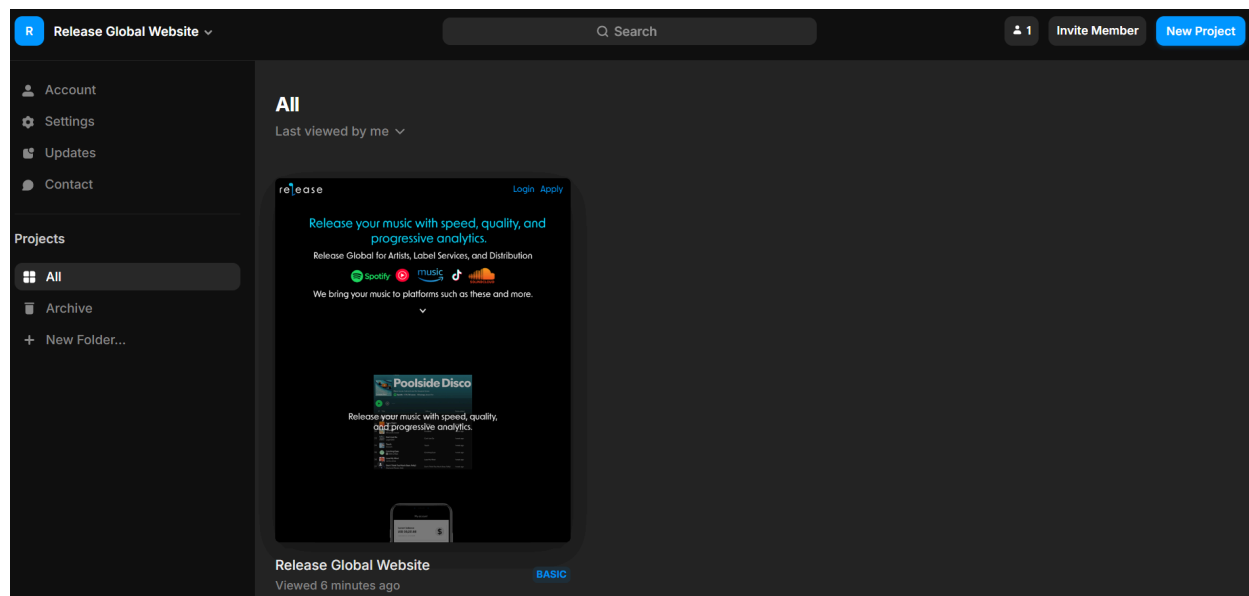 R Release Global Website
Search
1
Invite Member
New Project
Account
Settings
Updates
Contact
Projects
All
Archive
New Folder...
All
Last viewed by me
release
Login Apply
Release your music with speed, quality, and
progressive analytics.
Release Global for Artists, Label Services, and Distribution
Spotify music SOUNDCLOUD
We bring your music to platforms such as these and more.
Poolside Disco
Release your music with speed, quality,
and progressive analytics.
Release Global Website
BASIC
Viewed 6 minutes ago